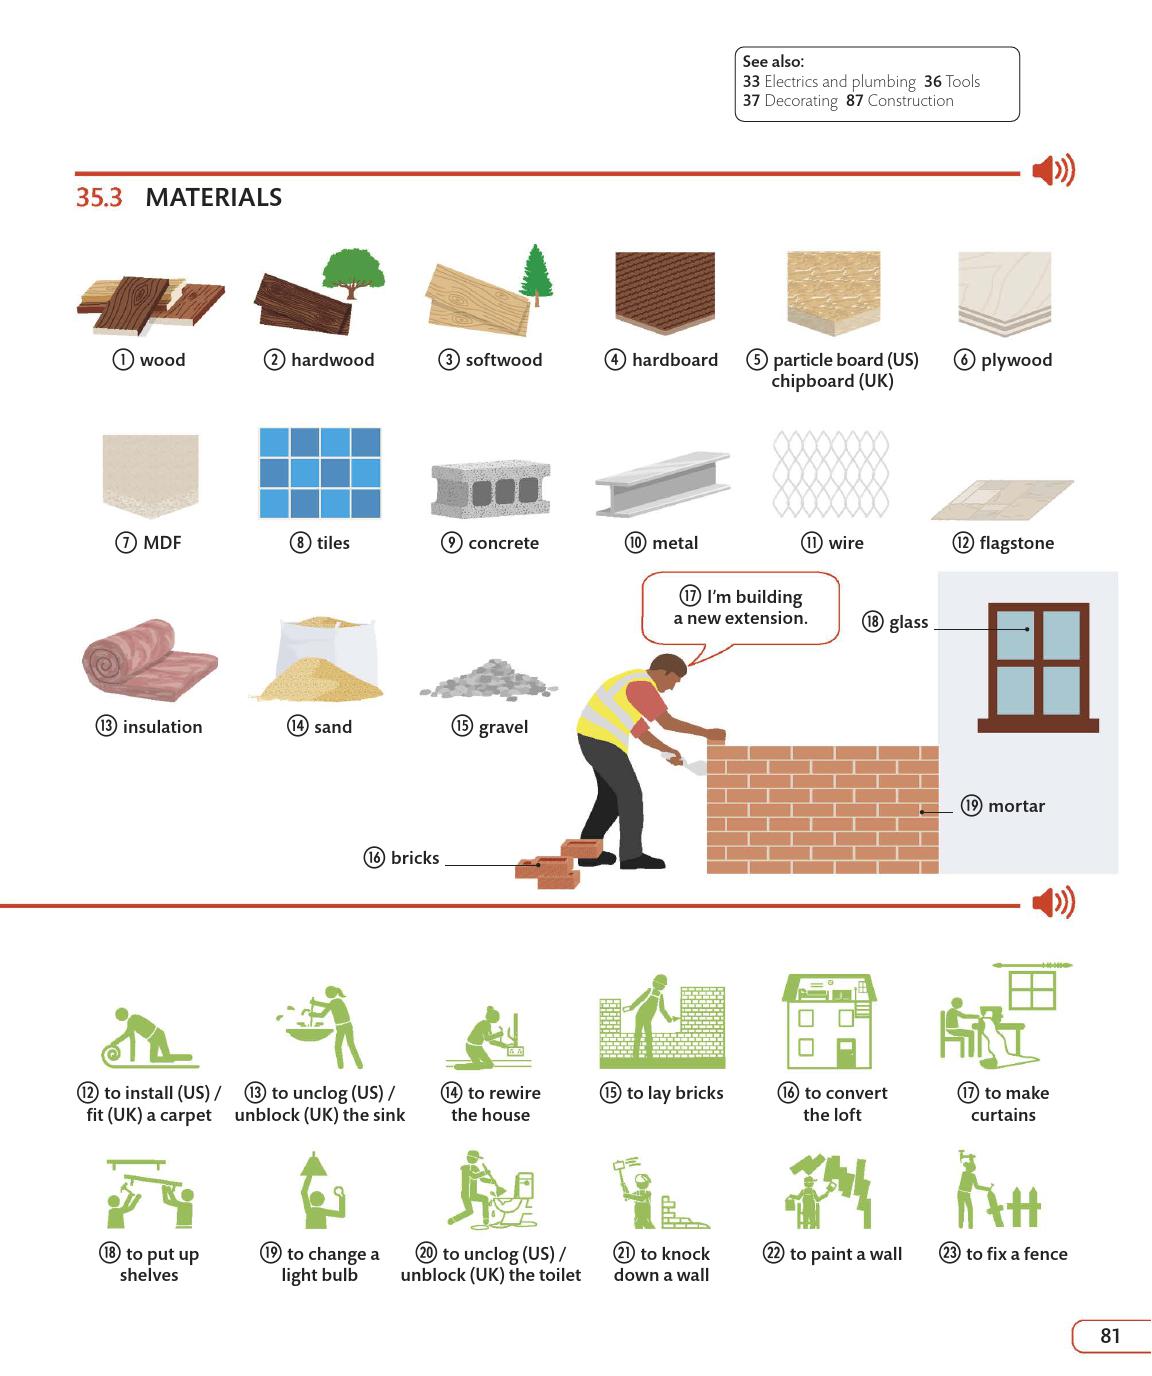 See also:
33 Electrics and plumbing 36 Tools
37 Decorating 87 Construction
35.3 MATERIALS
① wood
② hardwood
③ softwood
④ hardboard
⑤ particle board (US)
chipboard (UK)
⑥ plywood
⑦ MDF
⑧ tiles
⑨ concrete
⑩ metal
⑪ wire
⑫ flagstone
⑬ insulation
⑭ sand
⑮ gravel
⑯ bricks
⑰ I'm building
a new extension.
⑱ glass
⑲ mortar
⑫ to install (US) /
fit (UK) a carpet
⑬ to unclog (US) /
unblock (UK) the sink
⑭ to rewire
the house
⑮ to lay bricks
⑯ to convert
the loft
⑰ to make
curtains
⑱ to put up
shelves
⑲ to change a
light bulb
⑳ to unclog (US) /
unblock (UK) the toilet
㉑ to knock
down a wall
㉒ to paint a wall
㉓ to fix a fence
81